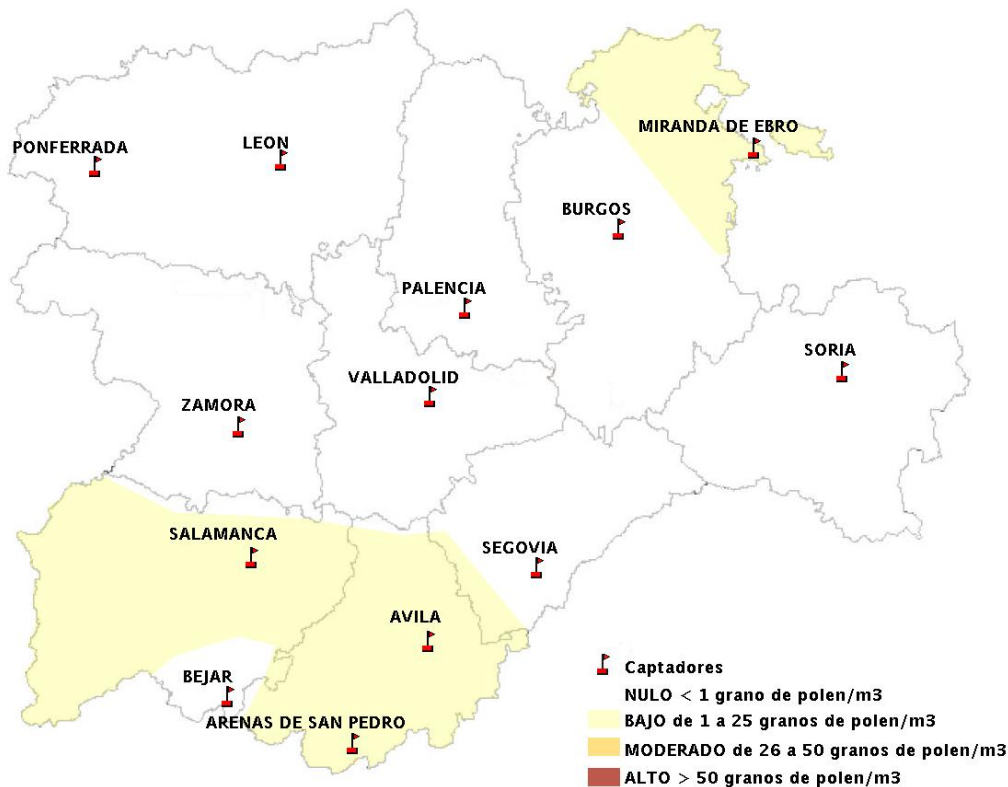 MIRANDA DE EBRO
PONFERRADA
LEON
BURGOS
PALENCIA
SORIA
VALLADOLID
ZAMORA
SALAMANCA
SEGOVIA
AVILA
BEJAR
ARENAS DE SAN PEDRO
Captadores
NULO < 1 grano de polen/m3
BAJO de 1 a 25 granos de polen/m3
MODERADO de 26 a 50 granos de polen/m3
ALTO > 50 granos de polen/m3